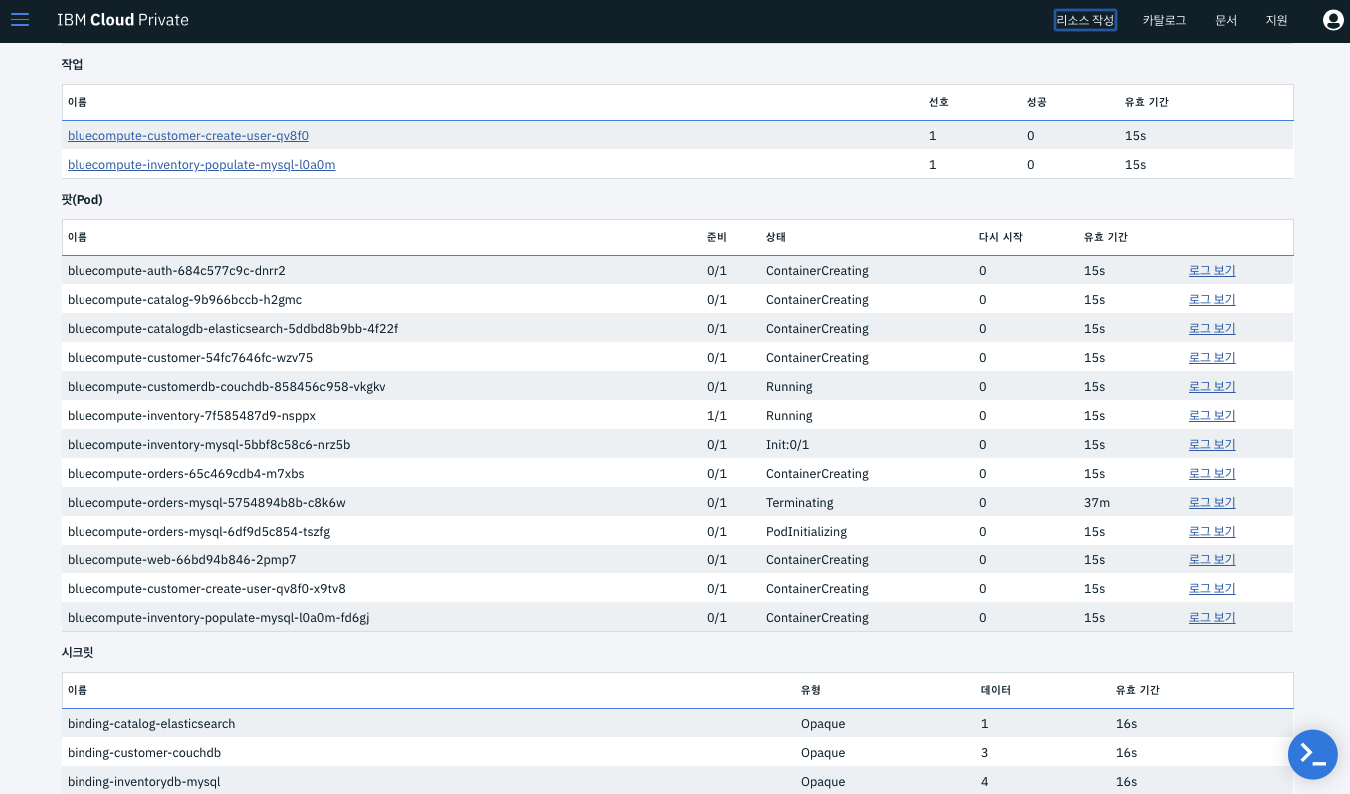 IBM Cloud Private 리소스 작성 카탈로그 문서 지원
작업
이름 선호 성공 유효 기간
bluecompute-customer-create-user-qv8f0 1 0 15s
bluecompute-inventory-populate-mysql-l0a0m 1 0 15s
팟(Pod)
이름 준비 상태 다시 시작 유효 기간
bluecompute-auth-684c577c9c-dnrr2 0/1 ContainerCreating 0 15s 로그 보기
bluecompute-catalog-9b966bccb-h2gmc 0/1 ContainerCreating 0 15s 로그 보기
bluecompute-catalogdb-elasticsearch-5ddbd8b9bb-4f22f 0/1 ContainerCreating 0 15s 로그 보기
bluecompute-customer-54fc7646fc-wzv75 0/1 ContainerCreating 0 15s 로그 보기
bluecompute-customerdb-couchdb-858456c958-vkgkv 0/1 Running 0 15s 로그 보기
bluecompute-inventory-7f585487d9-nsppx 1/1 Running 0 15s 로그 보기
bluecompute-inventory-mysql-5bbf8c58c6-nrz5b 0/1 Init:0/1 0 15s 로그 보기
bluecompute-orders-65c469cdb4-m7xbs 0/1 ContainerCreating 0 15s 로그 보기
bluecompute-orders-mysql-5754894b8b-c8k6w 0/1 Terminating 0 37m 로그 보기
bluecompute-orders-mysql-6df9d5c854-tszfg 0/1 PodInitializing 0 15s 로그 보기
bluecompute-web-66bd94b846-2pmp7 0/1 ContainerCreating 0 15s 로그 보기
bluecompute-customer-create-user-qv8f0-x9tv8 0/1 ContainerCreating 0 15s 로그 보기
bluecompute-inventory-populate-mysql-l0a0m-fd6gj 0/1 ContainerCreating 0 15s 로그 보기
시크릿
이름 유형 데이터 유효 기간
binding-catalog-elasticsearch Opaque 1 16s
binding-customer-couchdb Opaque 3 16s
binding-inventorydb-mysql Opaque 4 16s